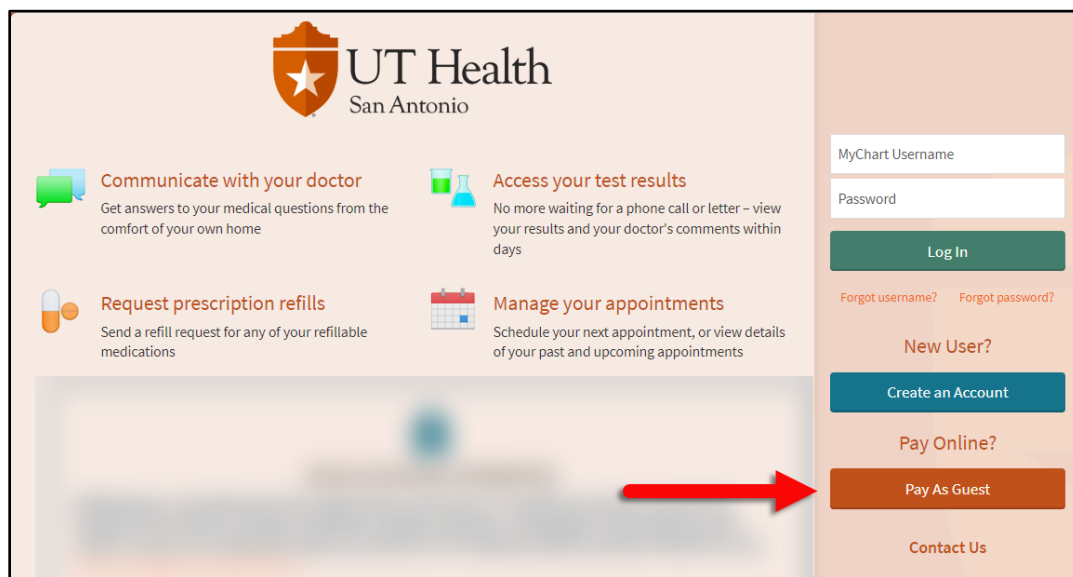 UT Health
San Antonio
Communicate with your doctor
Get answers to your medical questions from the
comfort of your own home
Access your test results
No more waiting for a phone call or letter – view
your results and your doctor's comments within
days
Request prescription refills
Send a refill request for any of your refillable
medications
Manage your appointments
Schedule your next appointment, or view details
of your past and upcoming appointments
MyChart Username
Password
Log In
Forgot username? Forgot password?
New User?
Create an Account
Pay Online?
Pay As Guest
Contact Us